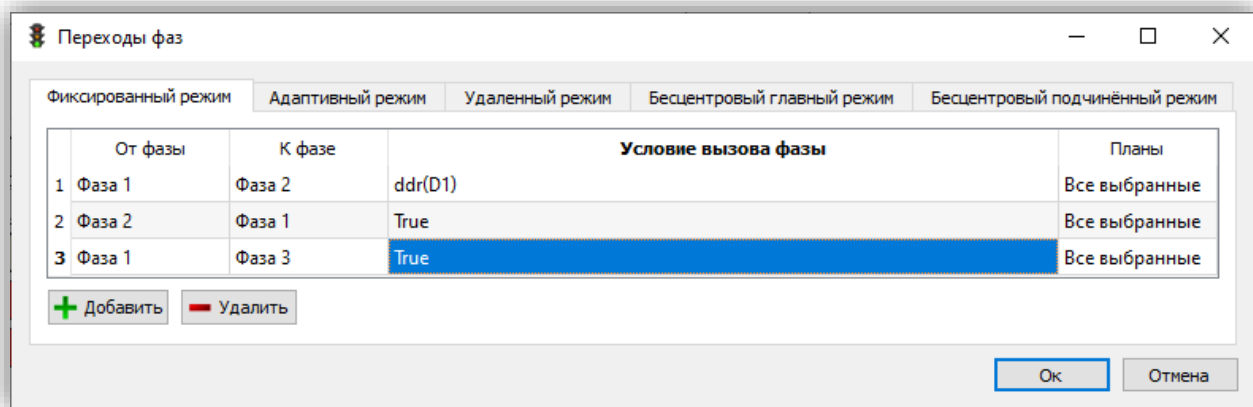 Переходы фаз
Фиксированный режим Адаптивный режим Удаленный режим Бесцентровый главный режим Бесцентровый подчинённый режим
От фазы К фазе Условие вызова фазы Планы
1 Фаза 1 Фаза 2 ddr(D1) Все выбранные
2 Фаза 2 Фаза 1 True Все выбранные
3 Фаза 1 Фаза 3 True Все выбранные
Добавить Удалить
Ок Отмена